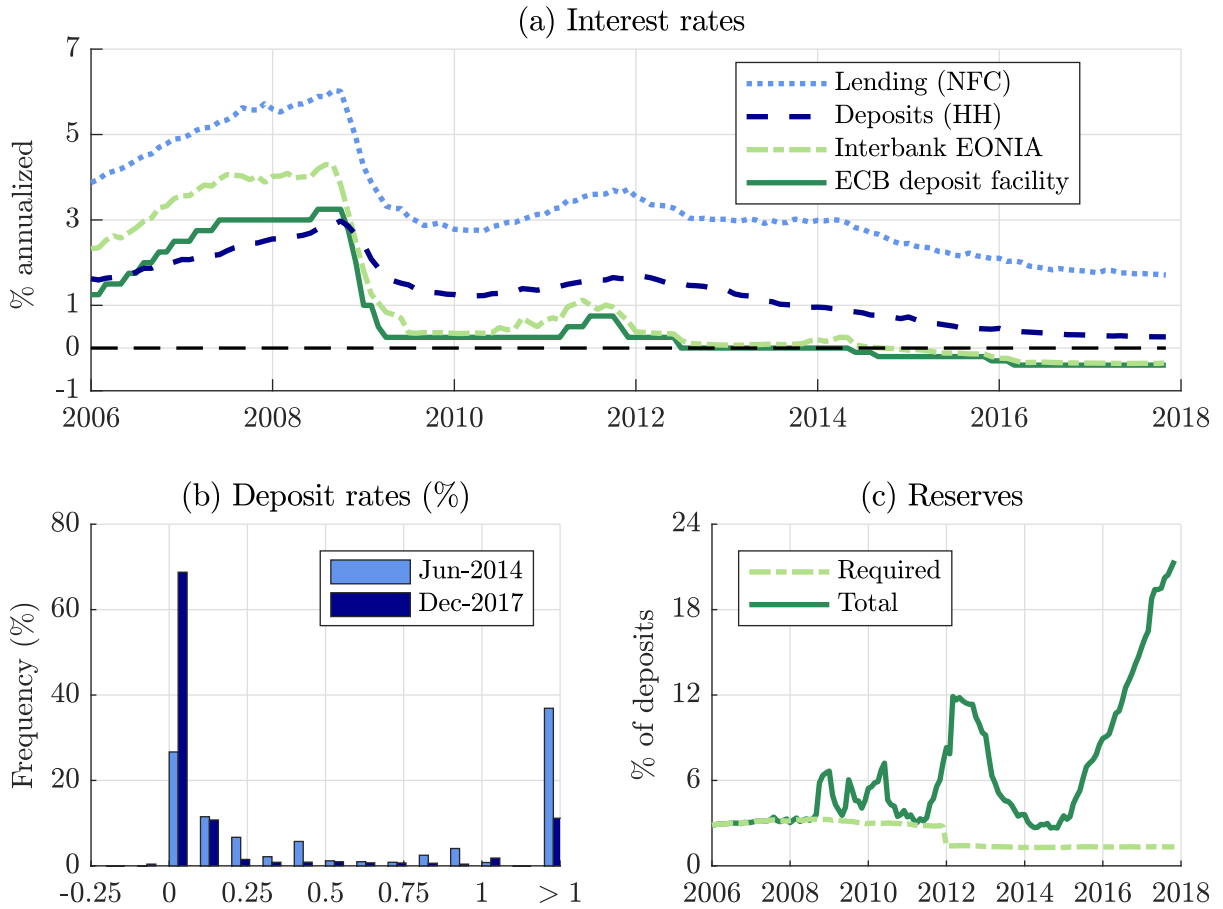 (a) Interest rates
% annualized
7
5
3
1
0
-1
2006
2008
2010
2012
2014
2016
2018
Lending (NFC)
Deposits (HH)
Interbank EONIA
ECB deposit facility
(b) Deposit rates (%)
Frequency (%)
80
60
40
20
0
-0.25
0
0.25
0.5
0.75
1
> 1
Jun-2014
Dec-2017
(c) Reserves
% of deposits
24
18
12
6
0
2006
2008
2010
2012
2014
2016
2018
Required
Total